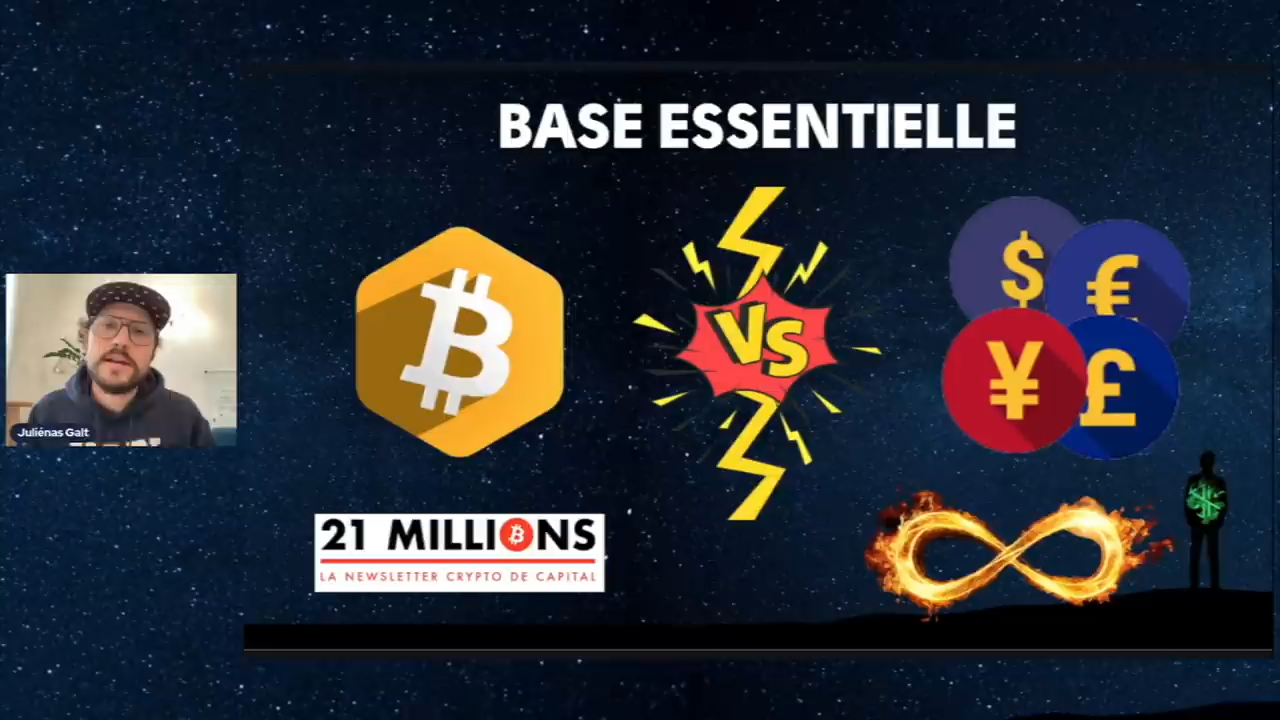 BASE ESSENTIELLE
VS
$
€
¥
£
21 MILLIONS
LA NEWSLETTER CRYPTO DE CAPITAL
Juliénas Galt